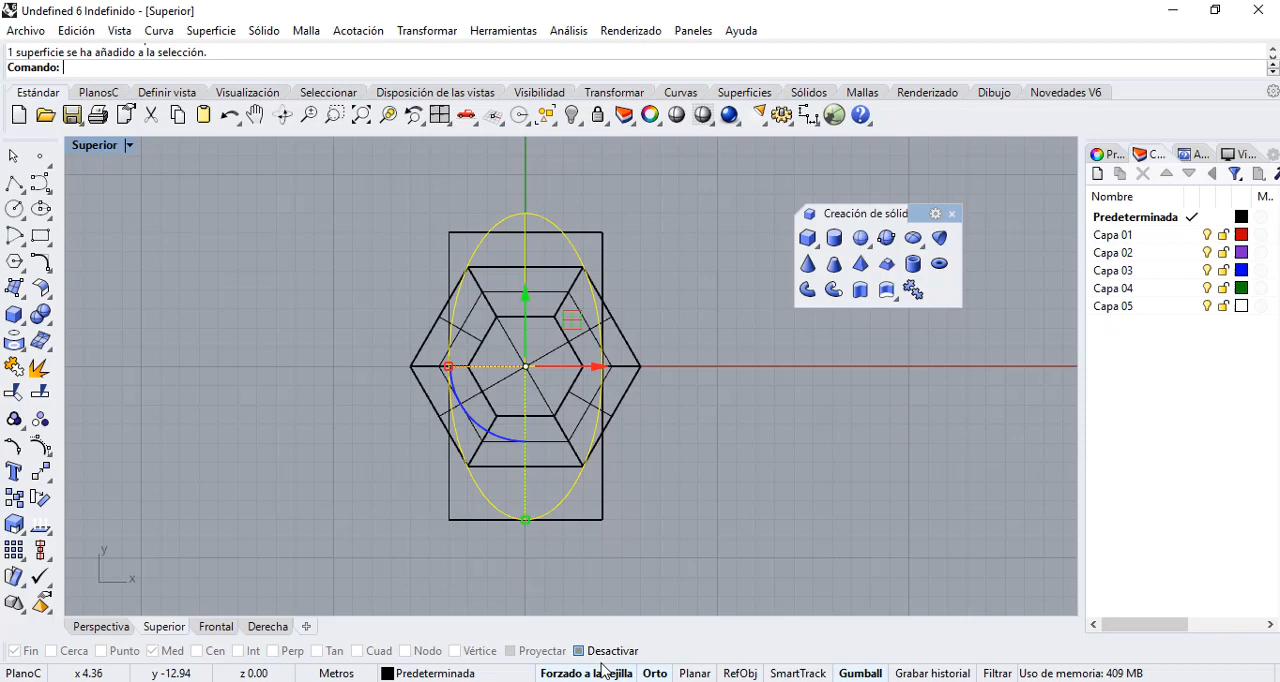 Undefined 6 Indefinido - [Superior]
Archivo Edición Vista Curva Superficie Sólido Malla Acotación Transformar Herramientas Análisis Renderizado Paneles Ayuda
1 superficie se ha añadido a la selección.
Comando:
Estándar PlanosC Definir vista Visualización Seleccionar Disposición de las vistas Visibilidad Transformar Curvas Superficies Sólidos Mallas Renderizado Dibujo Novedades V6
Superior
Creación de sólid
Pr... C... A... Vi...
Nombre M..
Predeterminada
Capa 01
Capa 02
Capa 03
Capa 04
Capa 05
y
x
Perspectiva Superior Frontal Derecha
Fin Cerca Punto Med Cen Int Perp Tan Cuad Nodo Vértice Proyectar Desactivar
PlanoC x 4.36 y -12.94 z 0.00 Metros Predeterminada Forzado a la rejilla Orto Planar RefObj SmartTrack Gumball Grabar historial Filtrar Uso de memoria: 409 MB